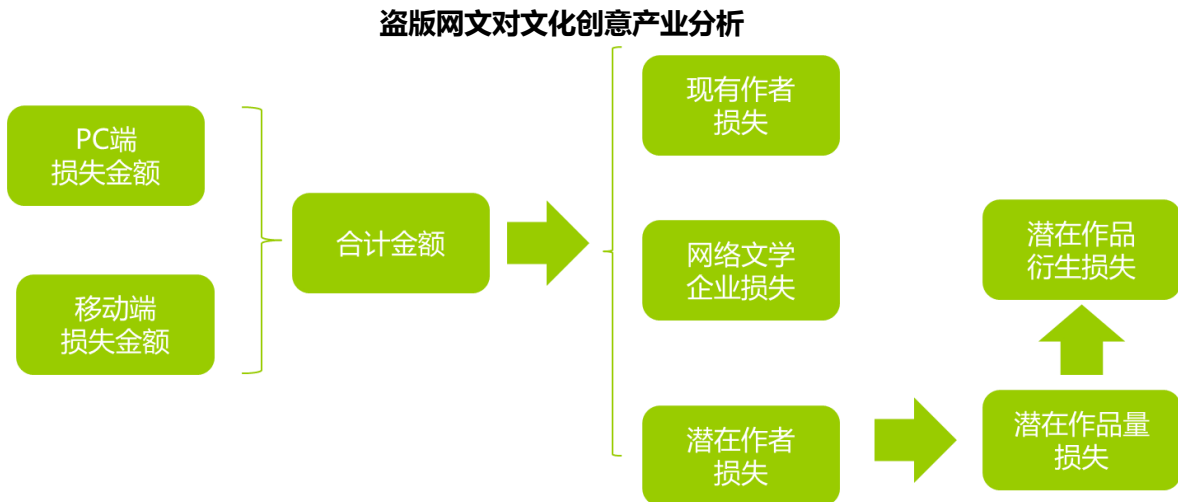 盗版网文对文化创意产业分析
PC端
损失金额
移动端
损失金额
合计金额
现有作者
损失
网络文学
企业损失
潜在作者
损失
潜在作品量
损失
潜在作品
衍生损失